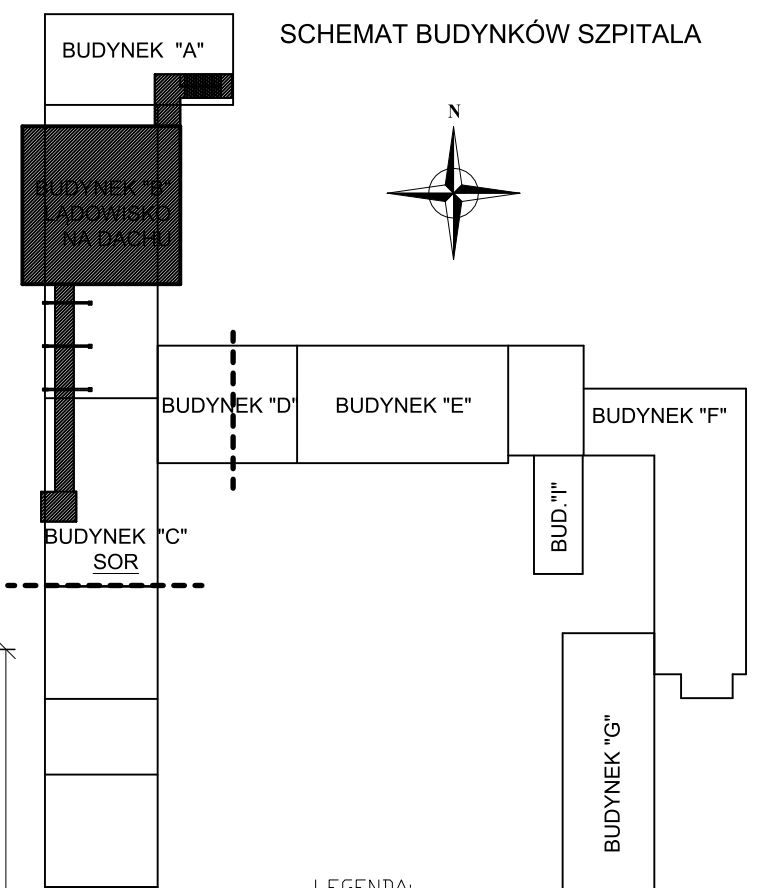 SCHEMAT BUDYNKÓW SZPITALA
BUDYNEK "A"
N
BUDYNEK "B"
LĄDOWISKO
NA DACHU
BUDYNEK "D"
BUDYNEK "E"
BUDYNEK "F"
BUD."I"
BUDYNEK "C"
SOR
BUDYNEK "G"
LEGENDA: